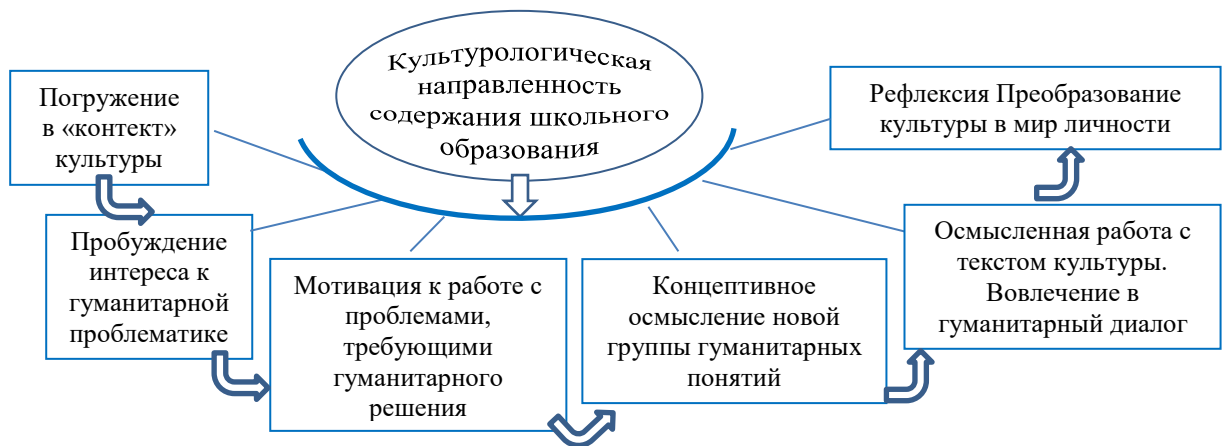 Культурологическая
направленность
содержания школьного
образования
Погружение
в «контект»
культуры
Пробуждение
интереса к
гуманитарной
проблематике
Мотивация к работе с
проблемами,
требующими
гуманитарного
решения
Концептивное
осмысление новой
группы гуманитарных
понятий
Осмысленная работа с
текстом культуры.
Вовлечение в
гуманитарный диалог
Рефлексия Преобразование
культуры в мир личности